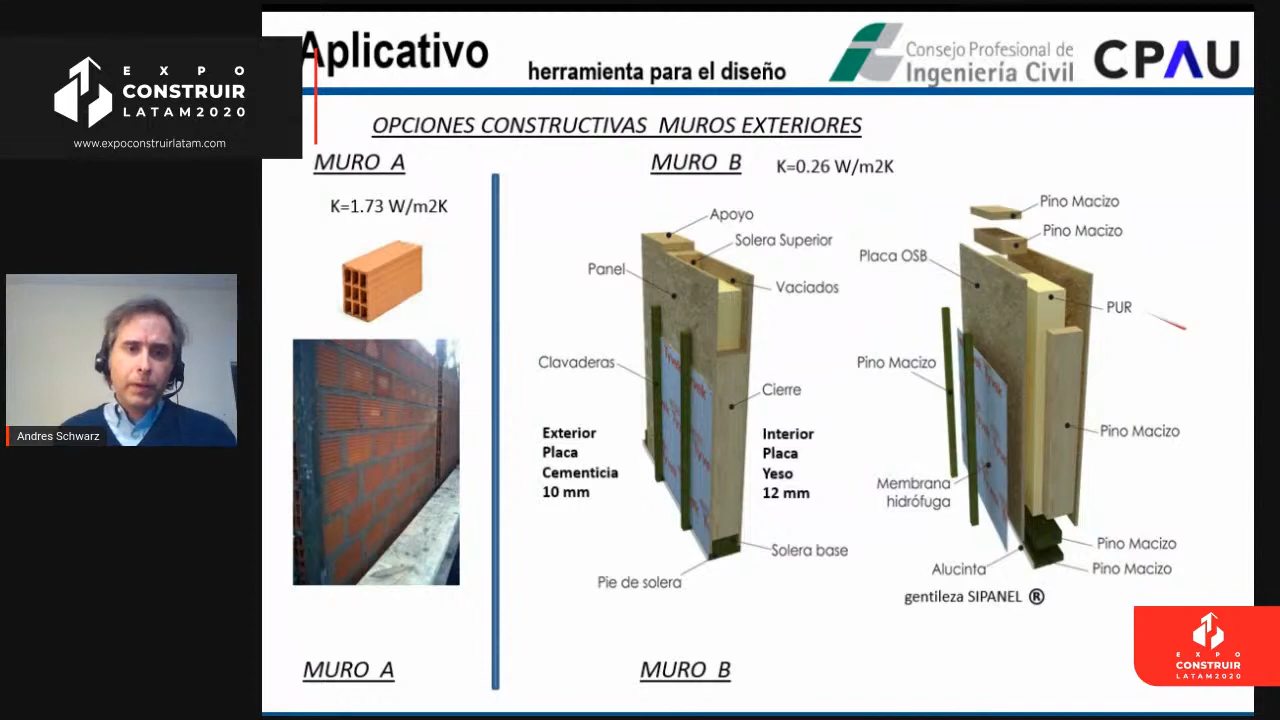 EXPO
CONSTRUIR
LATAM2020
www.expoconstruirlatam.com
Andres Schwarz
Aplicativo
herramienta para el diseño
Consejo Profesional de
Ingeniería Civil
CPAU
OPCIONES CONSTRUCTIVAS MUROS EXTERIORES
MURO A
K=1.73 W/m2K
MURO B
K=0.26 W/m2K
Apoyo
Solera Superior
Panel
Vaciados
Clavaderas
Cierre
Exterior
Placa
Cementicia
10 mm
Interior
Placa
Yeso
12 mm
Solera base
Pie de solera
Pino Macizo
Pino Macizo
Placa OSB
PUR
Pino Macizo
Pino Macizo
Membrana
hidrófuga
Pino Macizo
Alucinta
Pino Macizo
gentileza SIPANEL ®
MURO A
MURO B
EXPO
CONSTRUIR
LATAM2020